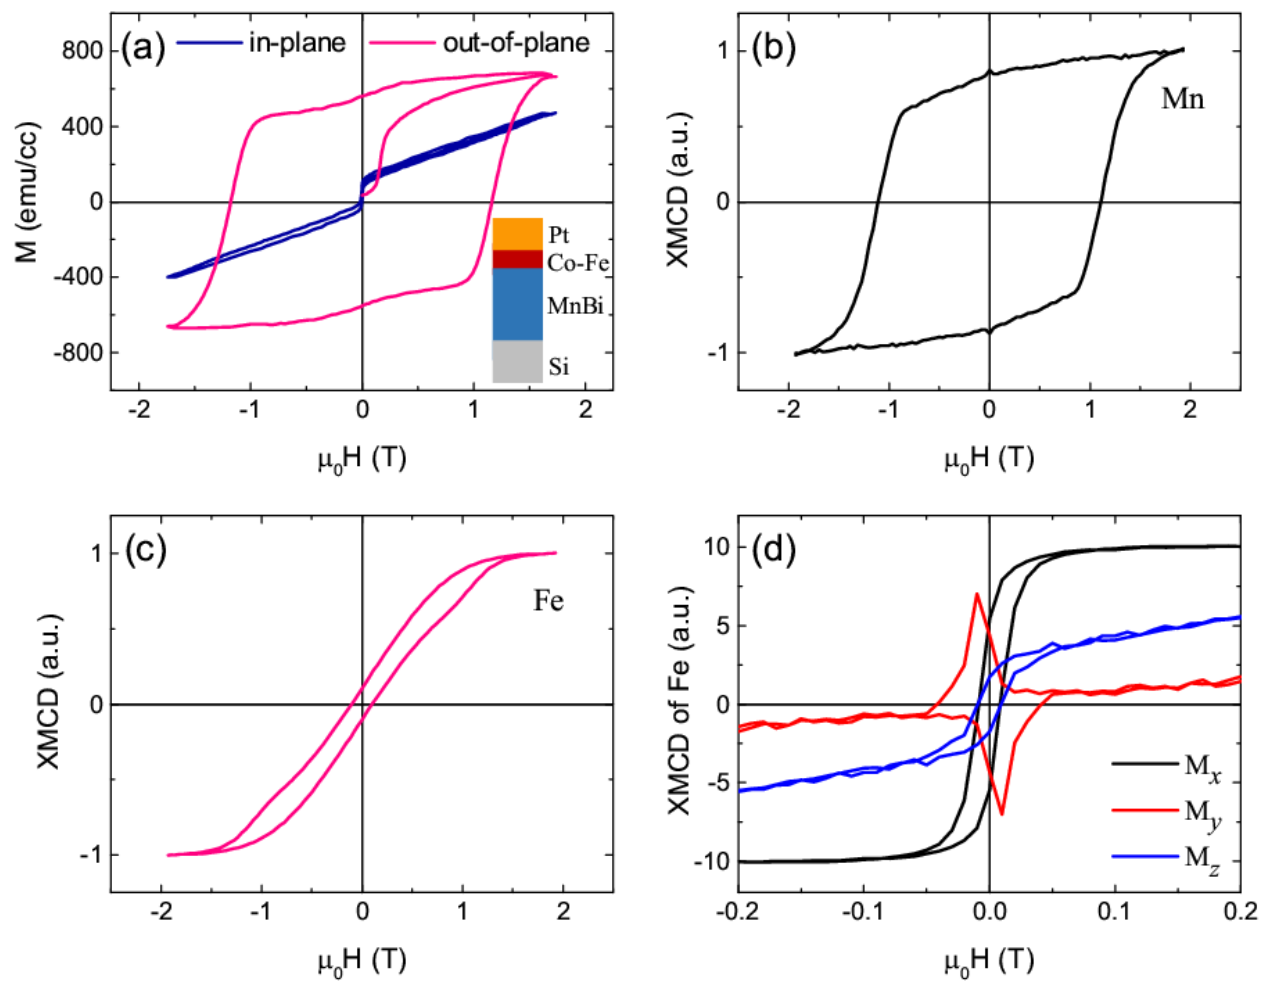 (a) in-plane out-of-plane
800
400
0
-400
-800
M (emu/cc)
Pt
Co-Fe
MnBi
Si
-2 -1 0 1 2
μ₀H (T)
(b)
Mn
1
0
-1
XMCD (a.u.)
-2 -1 0 1 2
μ₀H (T)
(c)
Fe
1
0
-1
XMCD (a.u.)
-2 -1 0 1 2
μ₀H (T)
(d)
10
5
0
-5
-10
XMCD of Fe (a.u.)
Mₓ
M_y
M_z
-0.2 -0.1 0.0 0.1 0.2
μ₀H (T)